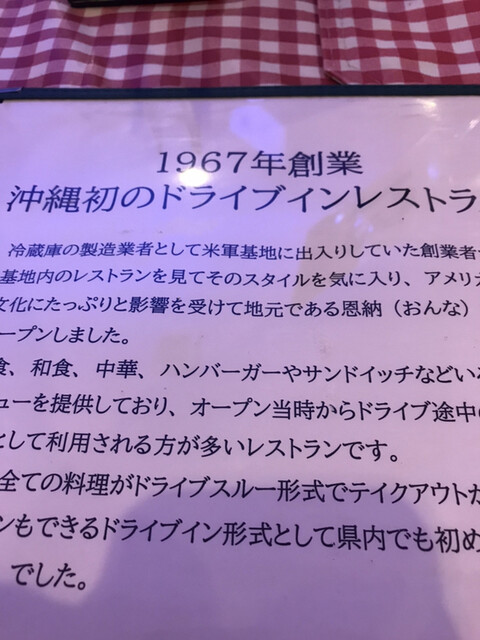 1967年創業
沖縄初のドライブインレストラ
冷蔵庫の製造業者として米軍基地に出入りしていた創業者
基地内のレストランを見てそのスタイルを気に入り、アメリカ
文化にたっぷりと影響を受けて地元である恩納（おんな）
ープンしました。
食、和食、中華、ハンバーガーやサンドイッチなどい
ューを提供しており、オープン当時からドライブ途中
として利用される方が多いレストランです。
全ての料理がドライブスルー形式でテイクアウトが
ンもできるドライブイン形式として県内でも初め
でした。